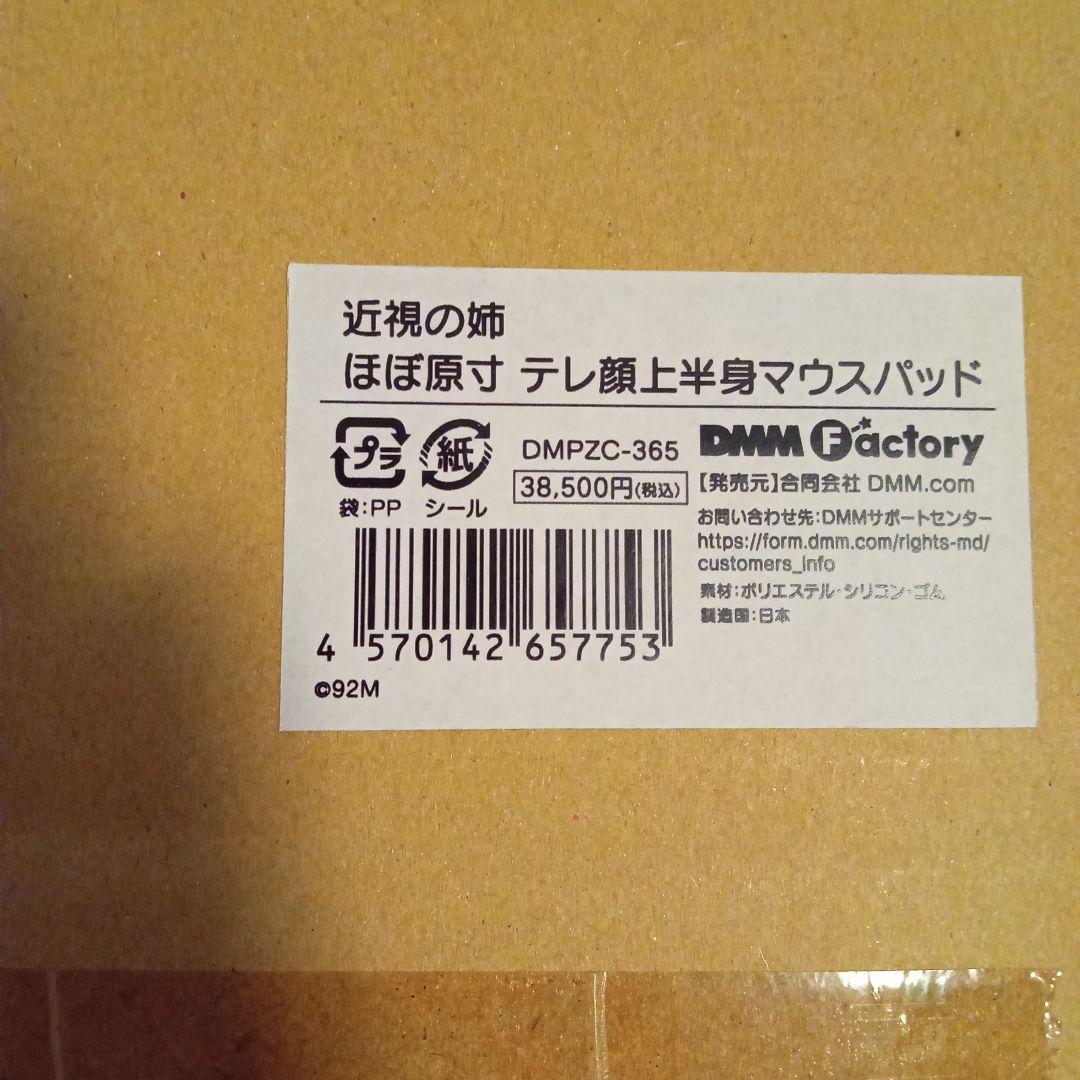 近視の姉
ほぼ原寸 テレ顔上半身マウスパッド
プラ
紙
袋:PP シール
DMPZC-365
38,500円(税込)
DMM Factory
【発売元】合同会社 DMM.com
お問い合わせ先:DMMサポートセンター
https://form.dmm.com/rights-md/
customers_info
素材:ポリエステル・シリコン・ゴム
製造国:日本
4 570142 657753
©92M